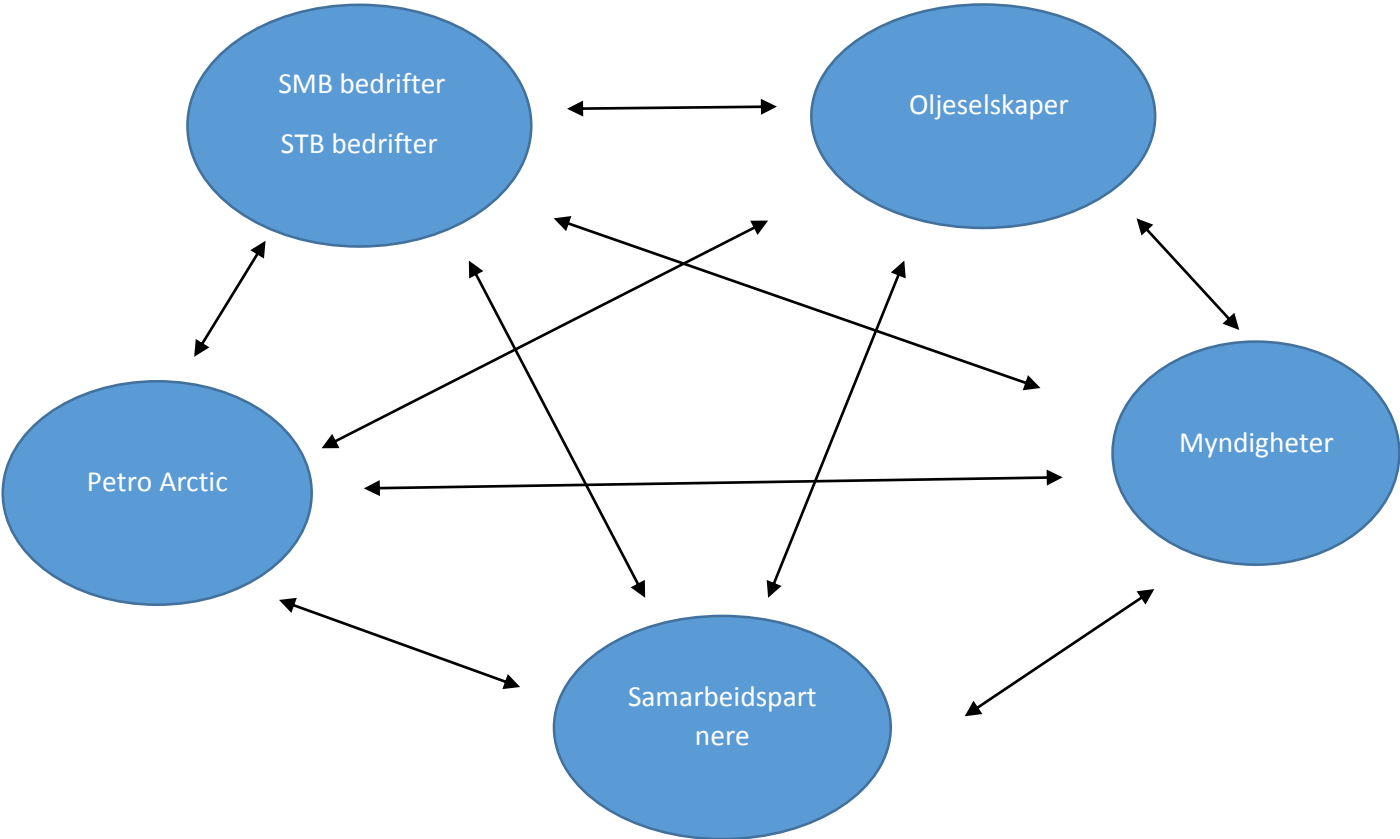 SMB bedrifter
STB bedrifter
Oljeselskaper
Petro Arctic
Myndigheter
Samarbeidspart
nere